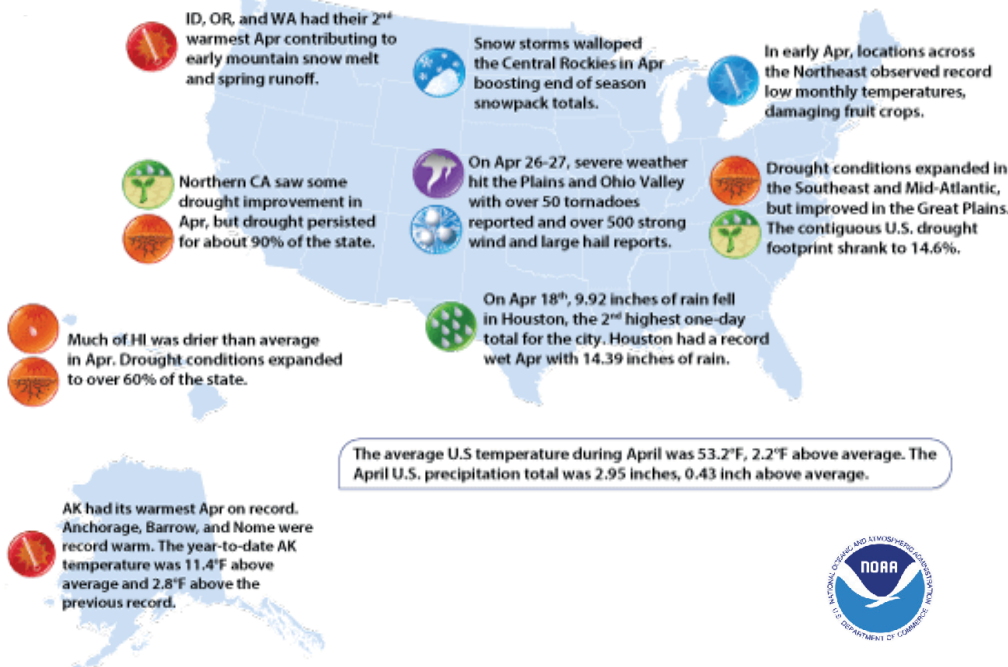 ID, OR, and WA had their 2nd
warmest Apr contributing to
early mountain snow melt
and spring runoff.
Snow storms walloped
the Central Rockies in Apr
boosting end of season
snowpack totals.
In early Apr, locations across
the Northeast observed record
low monthly temperatures,
damaging fruit crops.
Northern CA saw some
drought improvement in
Apr, but drought persisted
for about 90% of the state.
On Apr 26-27, severe weather
hit the Plains and Ohio Valley
with over 50 tornadoes
reported and over 500 strong
wind and large hail reports.
Drought conditions expanded in
the Southeast and Mid-Atlantic,
but improved in the Great Plains.
The contiguous U.S. drought
footprint shrank to 14.6%.
Much of HI was drier than average
in Apr. Drought conditions expanded
to over 60% of the state.
On Apr 18th, 9.92 inches of rain fell
in Houston, the 2nd highest one-day
total for the city. Houston had a record
wet Apr with 14.39 inches of rain.
The average U.S temperature during April was 53.2°F, 2.2°F above average. The
April U.S. precipitation total was 2.95 inches, 0.43 inch above average.
AK had its warmest Apr on record.
Anchorage, Barrow, and Nome were
record warm. The year-to-date AK
temperature was 11.4°F above
average and 2.8°F above the
previous record.
NATIONAL OCEANIC AND ATMOSPHERIC ADMINISTRATION
NOAA
U.S. DEPARTMENT OF COMMERCE